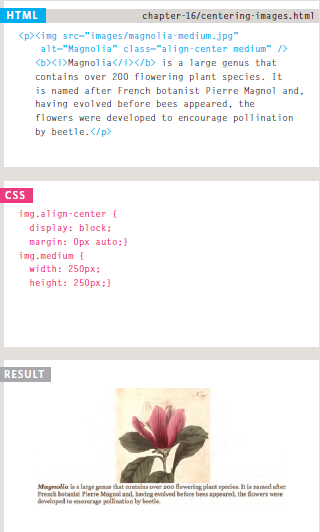 HTML
chapter-16/centering-images.html
<p><img src="images/magnolia-medium.jpg"
alt="Magnolia" class="align-center medium" />
<b><i>Magnolia</i></b> is a large genus that
contains over 200 flowering plant species. It
is named after French botanist Pierre Magnol and,
having evolved before bees appeared, the
flowers were developed to encourage pollination
by beetle.</p>
CSS
img.align-center {
display: block;
margin: 0px auto;}
img.medium {
width: 250px;
height: 250px;}
RESULT
Magnolia is a large genus that contains over 200 flowering plant species. It is named after
French botanist Pierre Magnol and, having evolved before bees appeared, the flowers were
developed to encourage pollination by beetle.